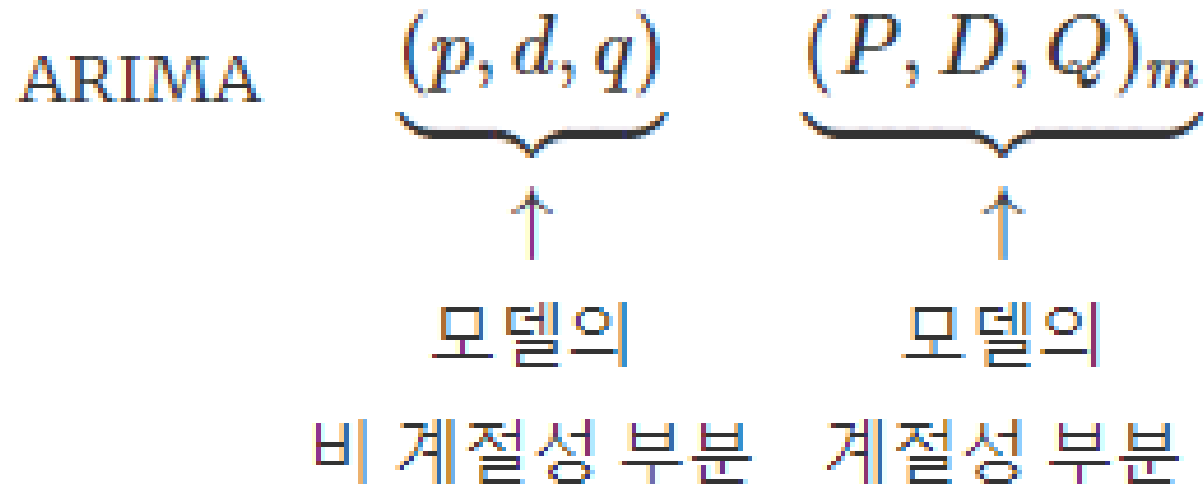 ARIMA (p, d, q) (P, D, Q)ₘ
↑ ↑
모델의 모델의
비 계절성 부분 계절성 부분